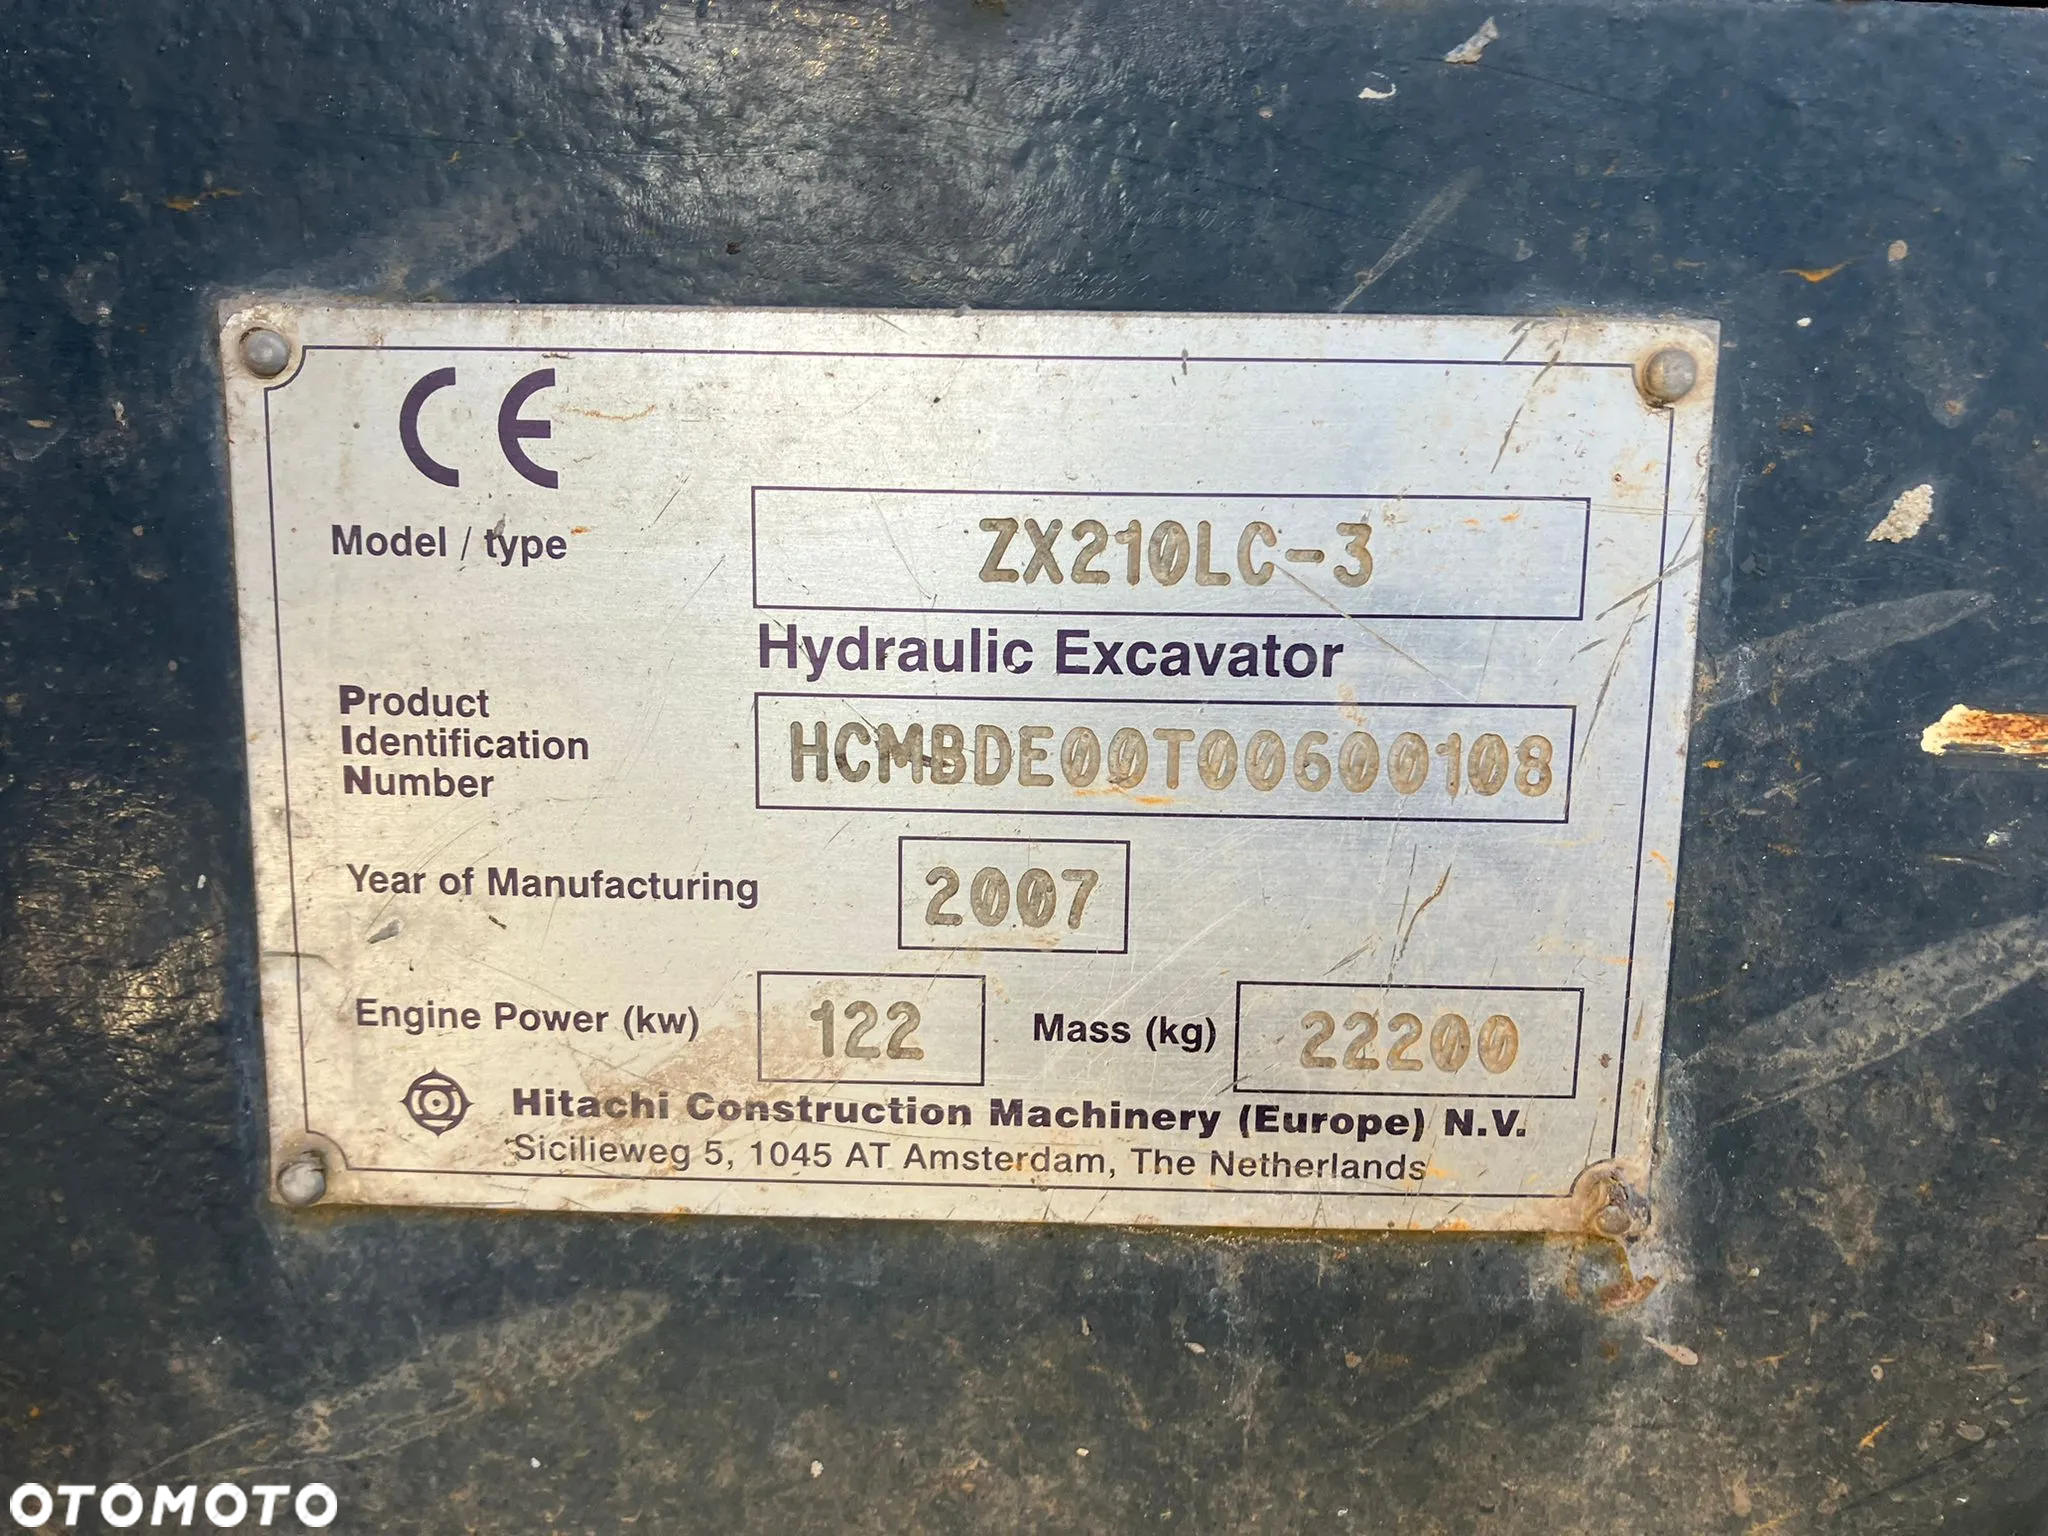 CE
Model / type ZX210LC-3
Hydraulic Excavator
Product
Identification
Number
HCMBDE00T00600108
Year of Manufacturing 2007
Engine Power (kw) 122 Mass (kg) 22200
Hitachi Construction Machinery (Europe) N.V.
Sicilieweg 5, 1045 AT Amsterdam, The Netherlands
OTOMOTO